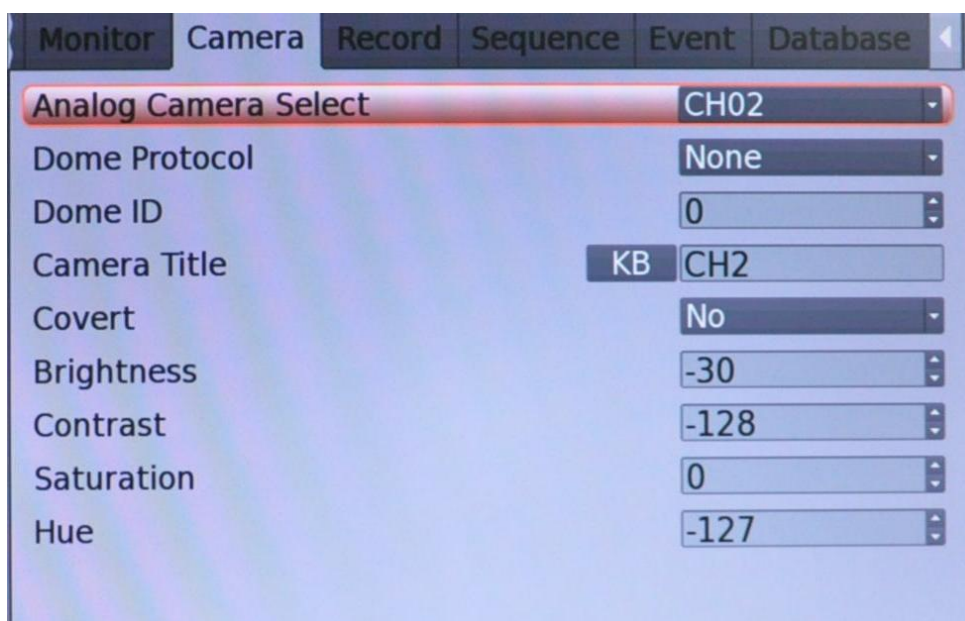 Monitor Camera Record Sequence Event Database
Analog Camera Select CH02
Dome Protocol None
Dome ID 0
Camera Title KB CH2
Covert No
Brightness -30
Contrast -128
Saturation 0
Hue -127